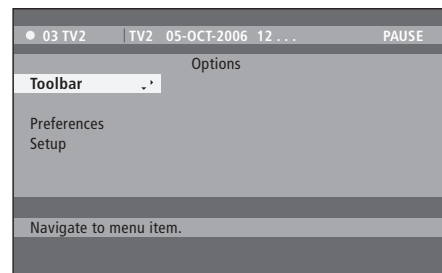 03 TV2 | TV2 05-OCT-2006 12 . . . PAUSE
Options
Toolbar
Preferences
Setup
Navigate to menu item.